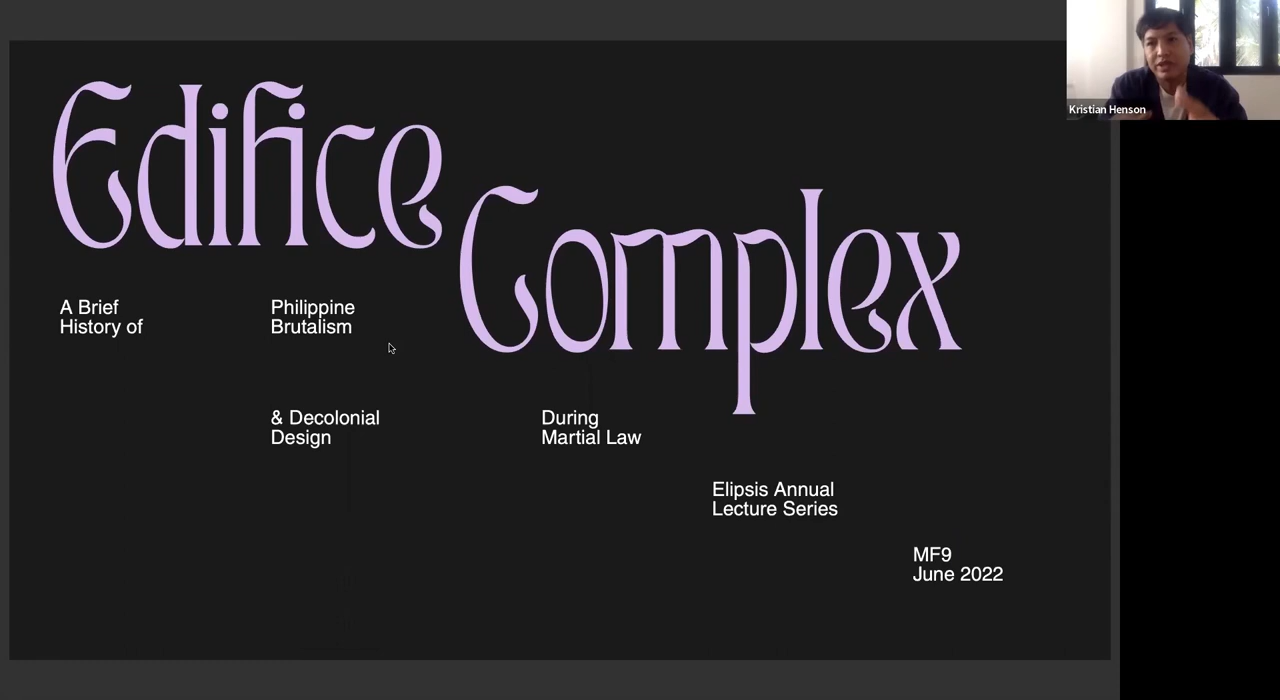 Edifice
Complex
A Brief
History of
Philippine
Brutalism
& Decolonial
Design
During
Martial Law
Elipsis Annual
Lecture Series
MF9
June 2022
Kristian Henson